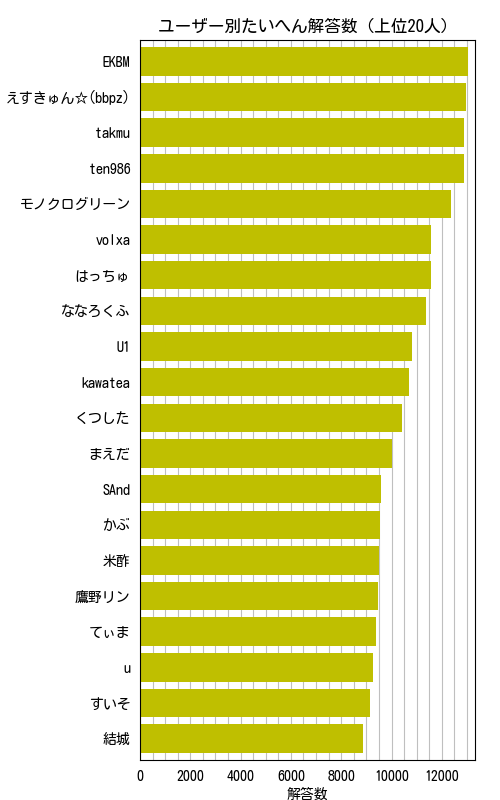 ユーザー別たいへん解答数 (上位20人)
EKBM
えすきゅん☆(bbpz)
takmu
ten986
モノクログリーン
volxa
はっちゅ
ななろくふ
U1
kawatea
くつした
まえだ
SAnd
かぶ
米酢
鷹野リン
てぃま
u
すいそ
結城
0 2000 4000 6000 8000 10000 12000
解答数